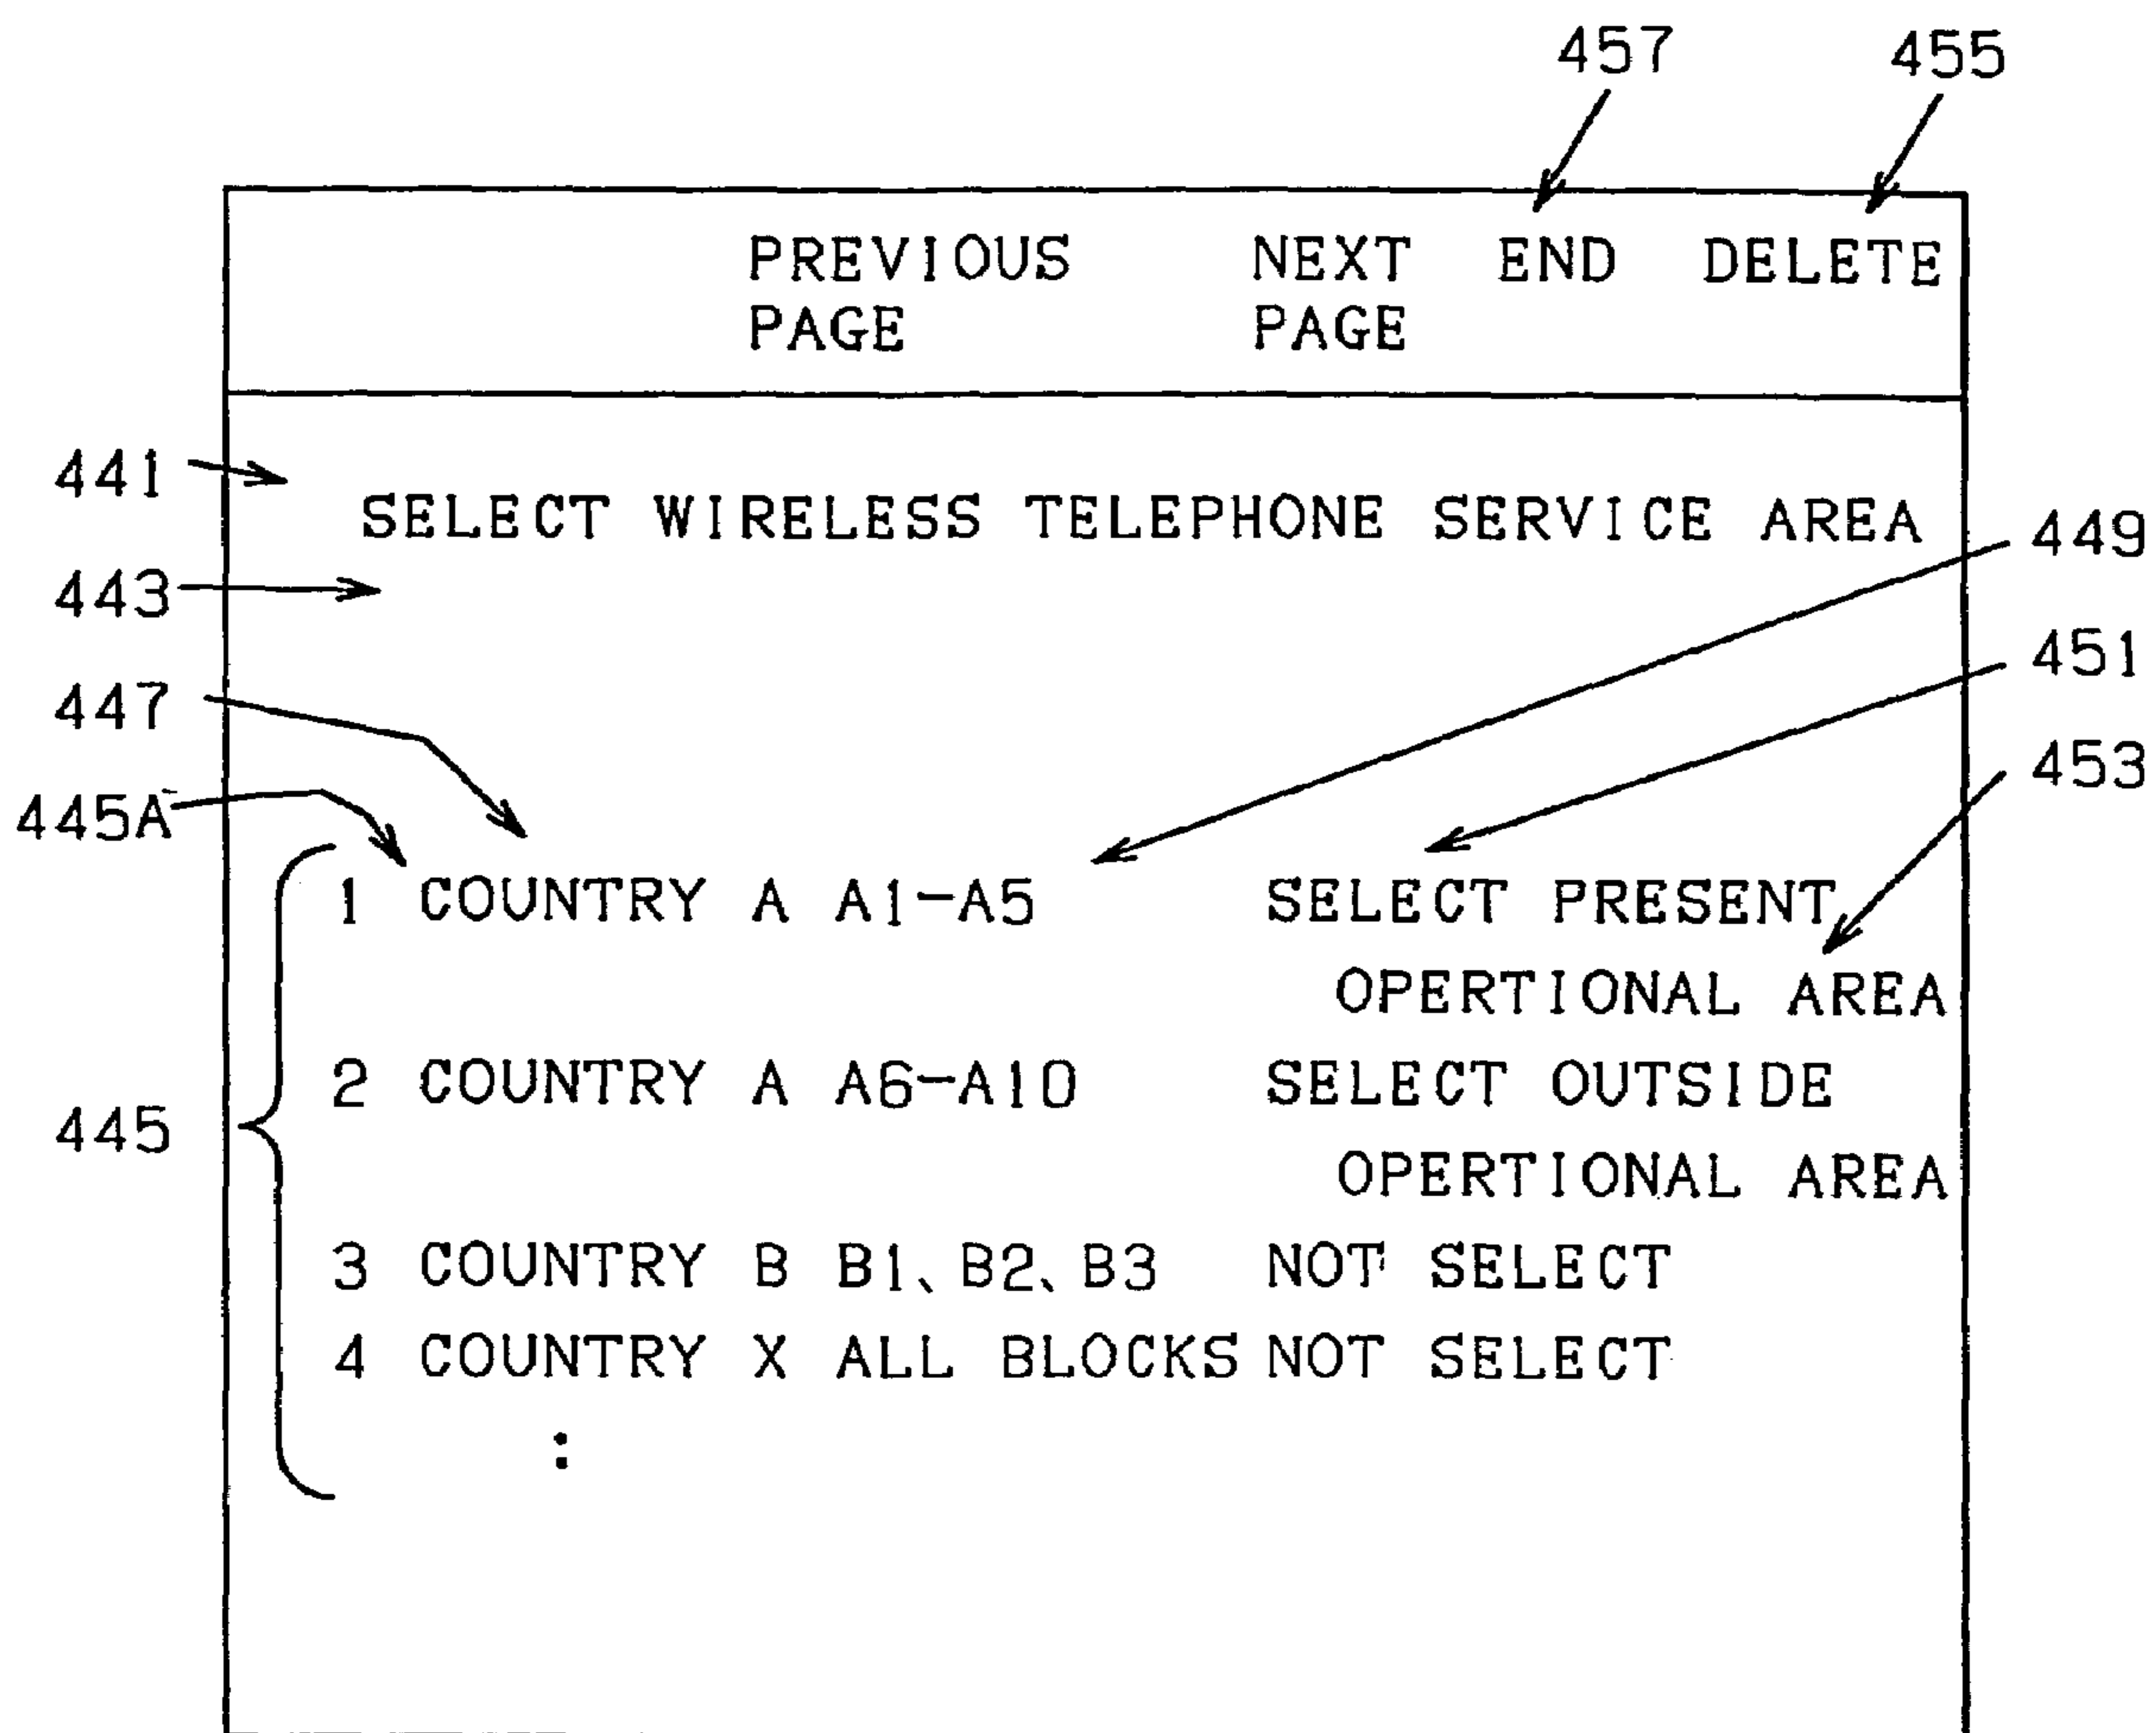 457 455
PREVIOUS NEXT END DELETE
PAGE PAGE
441
SELECT WIRELESS TELEPHONE SERVICE AREA
449
443
451
447
453
445A
1 COUNTRY A A1-A5 SELECT PRESENT
OPERTIONAL AREA
2 COUNTRY A A6-A10 SELECT OUTSIDE
445
OPERTIONAL AREA
3 COUNTRY B B1、B2、B3 NOT SELECT
4 COUNTRY X ALL BLOCKS NOT SELECT
: